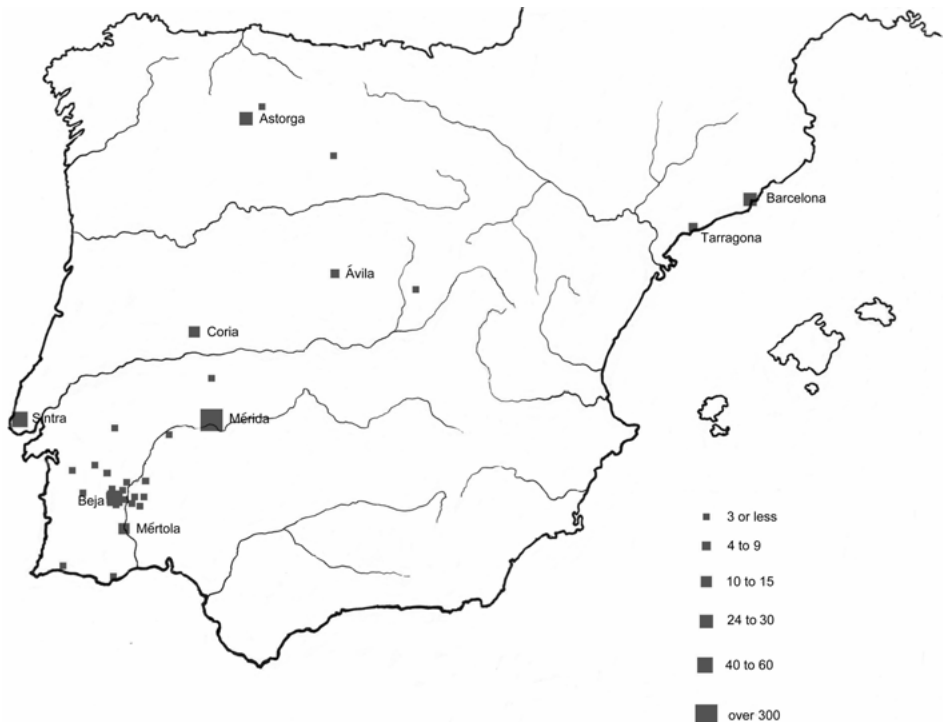 Astorga
Barcelona
Tarragona
Ávila
Coria
Sintra
Mérida
Beja
Mértola
3 or less
4 to 9
10 to 15
24 to 30
40 to 60
over 300